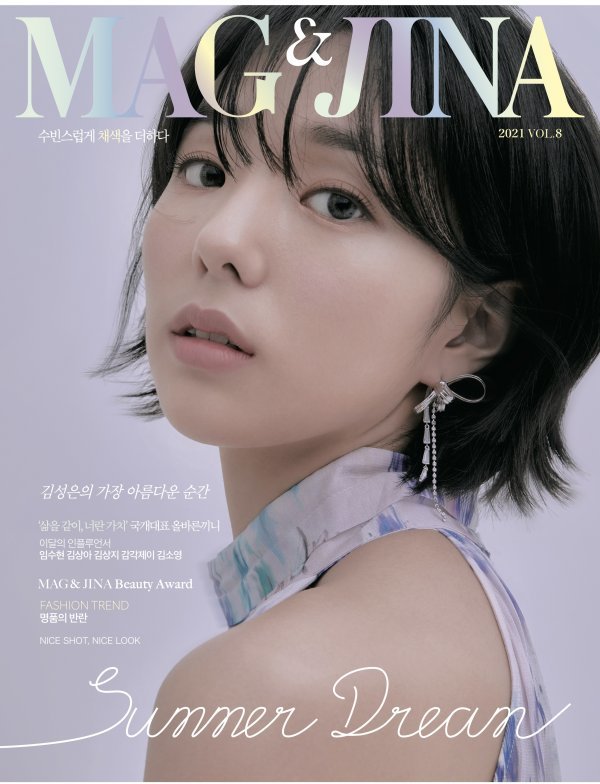 MAG & JINA
수빈스럽게 채색을 더하다
2021 VOL.8
김성은의 가장 아름다운 순간
'삶을 같이, 너란 가치' 국가대표 올바른끼니
이달의 인플루언서
임수현 김상아 김상지 감각제이 김소영
MAG & JINA Beauty Award
FASHION TREND
명품의 반란
NICE SHOT, NICE LOOK
Summer Dream